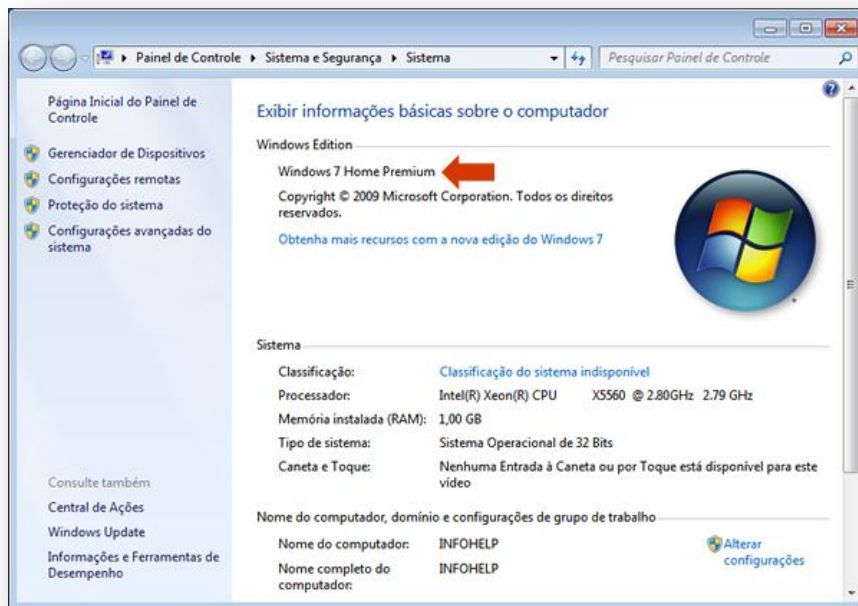 Painel de Controle ▸ Sistema e Segurança ▸ Sistema
Pesquisar Painel de Controle
Página Inicial do Painel de
Controle
Gerenciador de Dispositivos
Configurações remotas
Proteção do sistema
Configurações avançadas do
sistema
Consulte também
Central de Ações
Windows Update
Informações e Ferramentas de
Desempenho
Exibir informações básicas sobre o computador
Windows Edition
Windows 7 Home Premium
Copyright © 2009 Microsoft Corporation. Todos os direitos
reservados.
Obtenha mais recursos com a nova edição do Windows 7
Sistema
Classificação: Classificação do sistema indisponível
Processador: Intel(R) Xeon(R) CPU X5560 @ 2.80GHz 2.79 GHz
Memória instalada (RAM): 1,00 GB
Tipo de sistema: Sistema Operacional de 32 Bits
Caneta e Toque: Nenhuma Entrada à Caneta ou por Toque está disponível para este
vídeo
Nome do computador, domínio e configurações de grupo de trabalho
Nome do computador: INFOHELP
Alterar
configurações
Nome completo do
computador: INFOHELP